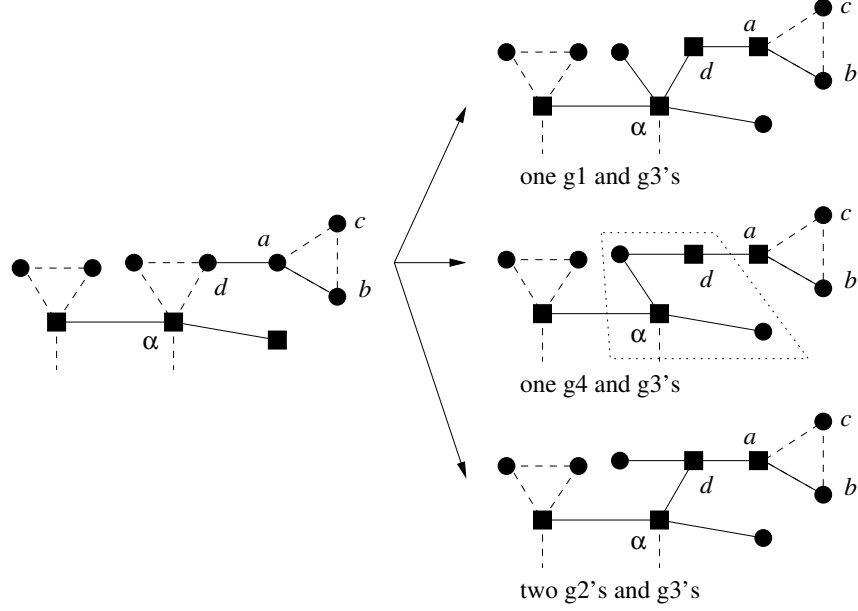 a
c
b
d
α
a
c
b
d
α
one g1 and g3's
a
c
b
d
α
one g4 and g3's
a
c
b
d
α
two g2's and g3's